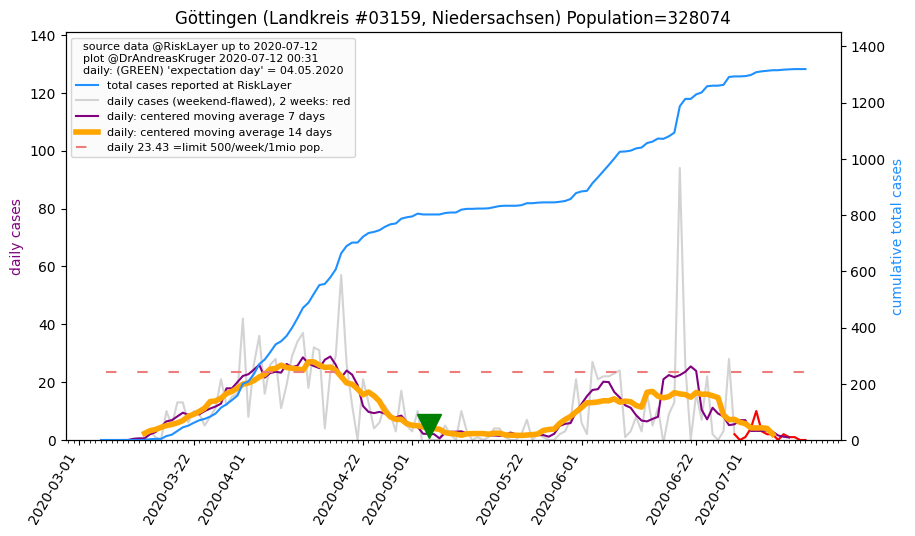 Göttingen (Landkreis #03159, Niedersachsen) Population=328074
source data @RiskLayer up to 2020-07-12
plot @DrAndreasKruger 2020-07-12 00:31
daily: (GREEN) 'expectation day' = 04.05.2020
total cases reported at RiskLayer
daily cases (weekend-flawed), 2 weeks: red
daily: centered moving average 7 days
daily: centered moving average 14 days
daily 23.43 =limit 500/week/1mio pop.
daily cases
140
120
100
80
60
40
20
0
cumulative total cases
1400
1200
1000
800
600
400
200
0
2020-03-01
2020-03-22
2020-04-01
2020-04-22
2020-05-01
2020-05-22
2020-06-01
2020-06-22
2020-07-01